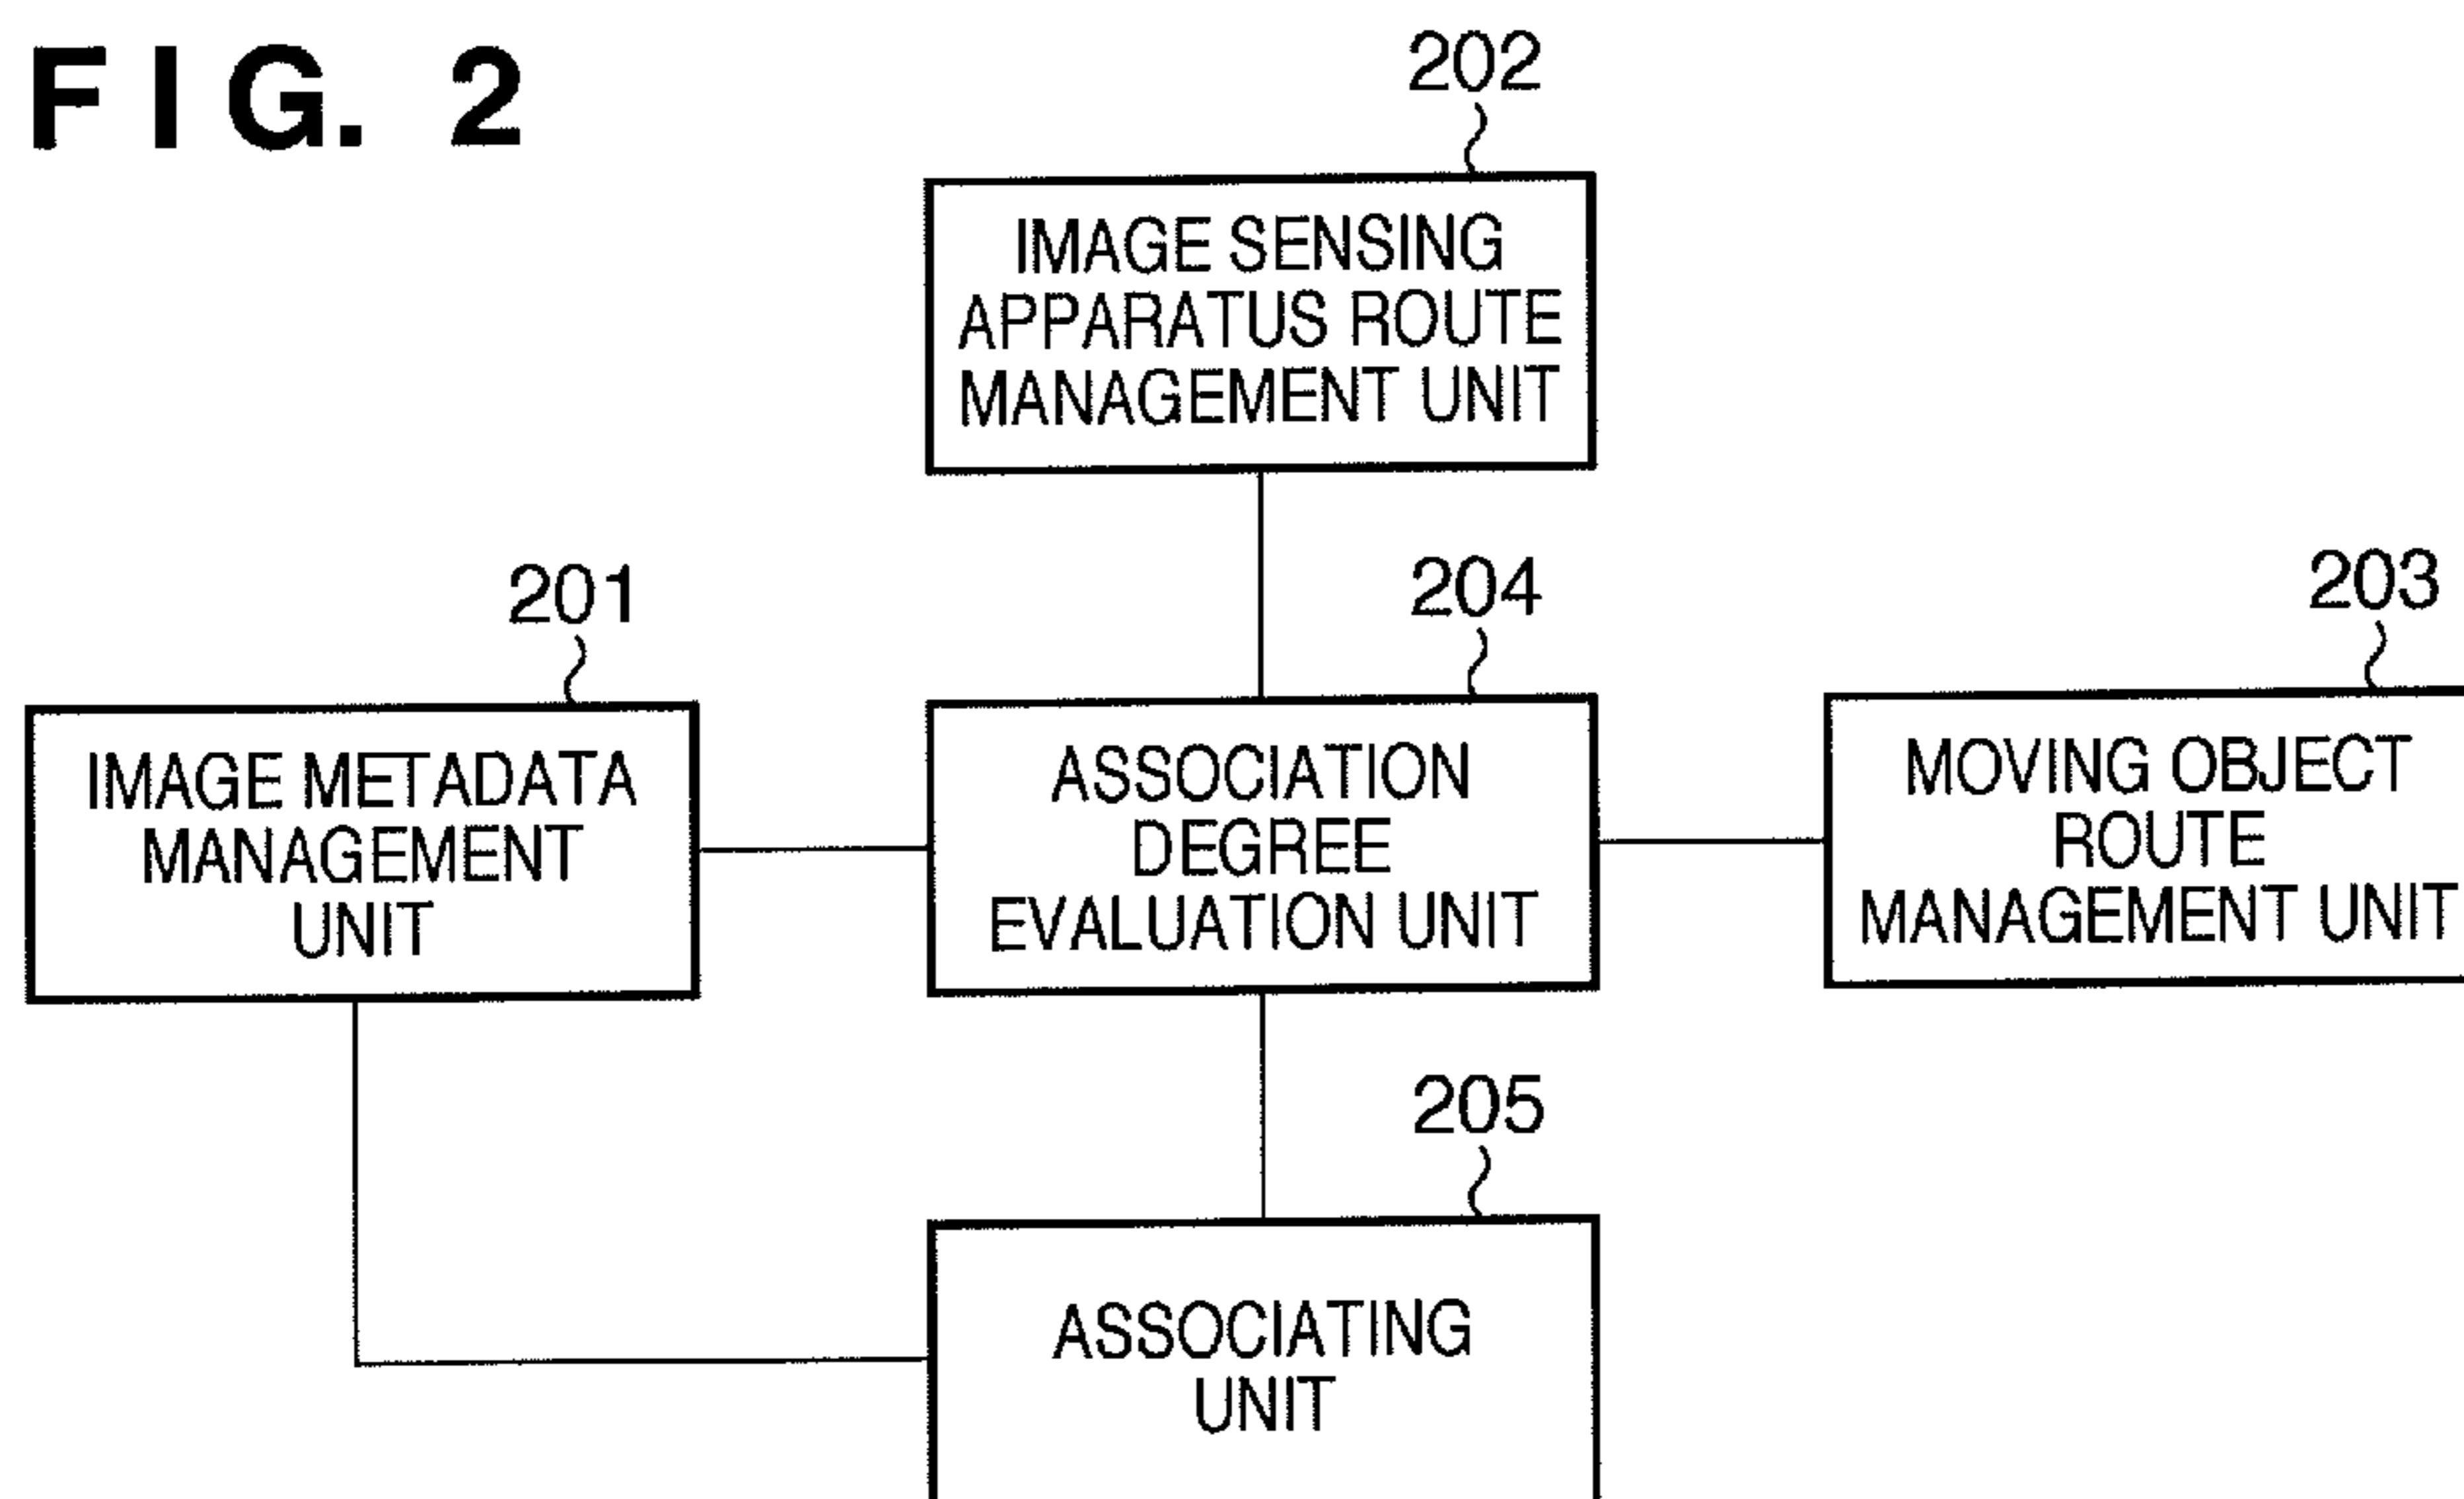 FIG. 2
202
IMAGE SENSING
APPARATUS ROUTE
MANAGEMENT UNIT
201
IMAGE METADATA
MANAGEMENT
UNIT
204
ASSOCIATION
DEGREE
EVALUATION UNIT
203
MOVING OBJECT
ROUTE
MANAGEMENT UNIT
205
ASSOCIATING
UNIT